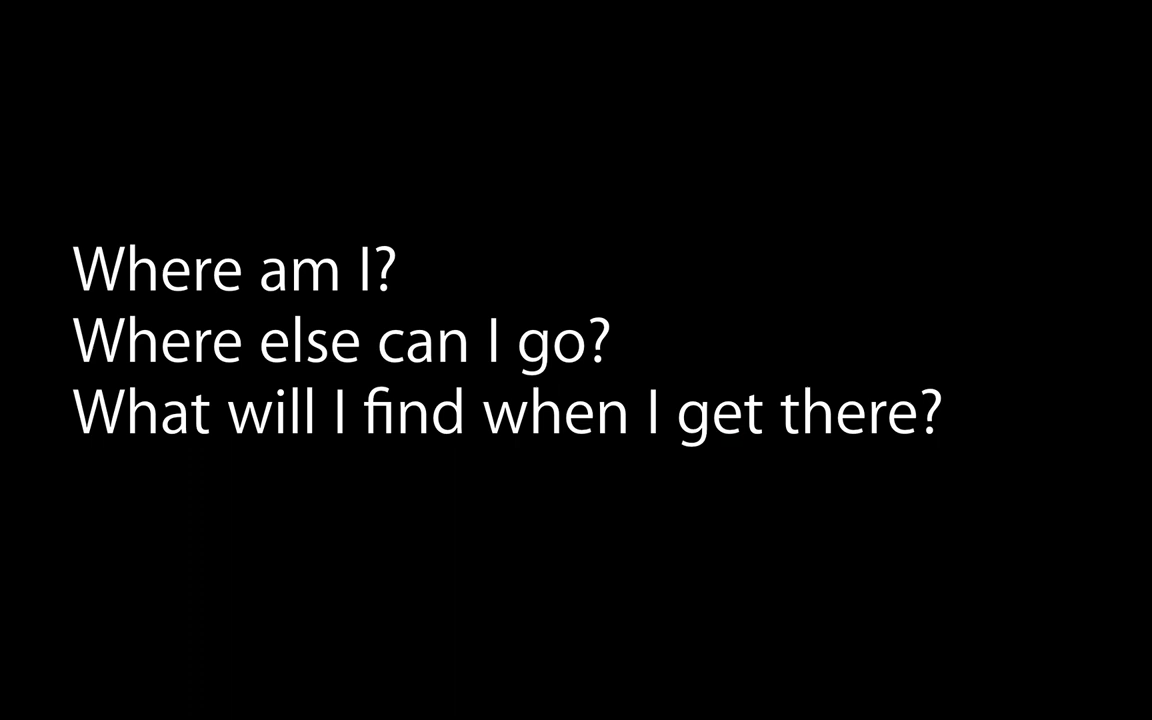 Where am I?
Where else can I go?
What will I find when I get there?